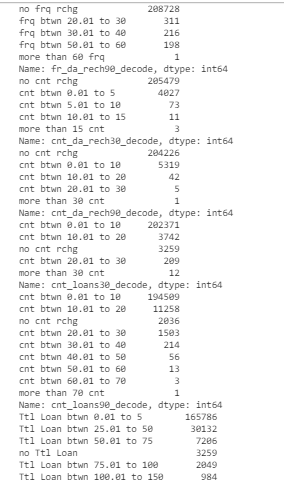 no frq rchg 208728
frq btwn 20.01 to 30 311
frq btwn 30.01 to 40 216
frq btwn 50.01 to 60 198
more than 60 frq 1
Name: fr_da_rech90_decode, dtype: int64
no cnt rchg 205479
cnt btwn 0.01 to 5 4027
cnt btwn 5.01 to 10 73
cnt btwn 10.01 to 15 11
more than 15 cnt 3
Name: cnt_da_rech30_decode, dtype: int64
no cnt rchg 204226
cnt btwn 0.01 to 10 5319
cnt btwn 10.01 to 20 42
cnt btwn 20.01 to 30 5
more than 30 cnt 1
Name: cnt_da_rech90_decode, dtype: int64
cnt btwn 0.01 to 10 202371
cnt btwn 10.01 to 20 3742
no cnt rchg 3259
cnt btwn 20.01 to 30 209
more than 30 cnt 12
Name: cnt_loans30_decode, dtype: int64
cnt btwn 0.01 to 10 194509
cnt btwn 10.01 to 20 11258
no cnt rchg 2036
cnt btwn 20.01 to 30 1503
cnt btwn 30.01 to 40 214
cnt btwn 40.01 to 50 56
cnt btwn 50.01 to 60 13
cnt btwn 60.01 to 70 3
more than 70 cnt 1
Name: cnt_loans90_decode, dtype: int64
Ttl Loan btwn 0.01 to 5 165786
Ttl Loan btwn 25.01 to 50 30132
Ttl Loan btwn 50.01 to 75 7206
no Ttl Loan 3259
Ttl Loan btwn 75.01 to 100 2049
Ttl Loan btwn 100.01 to 150 984